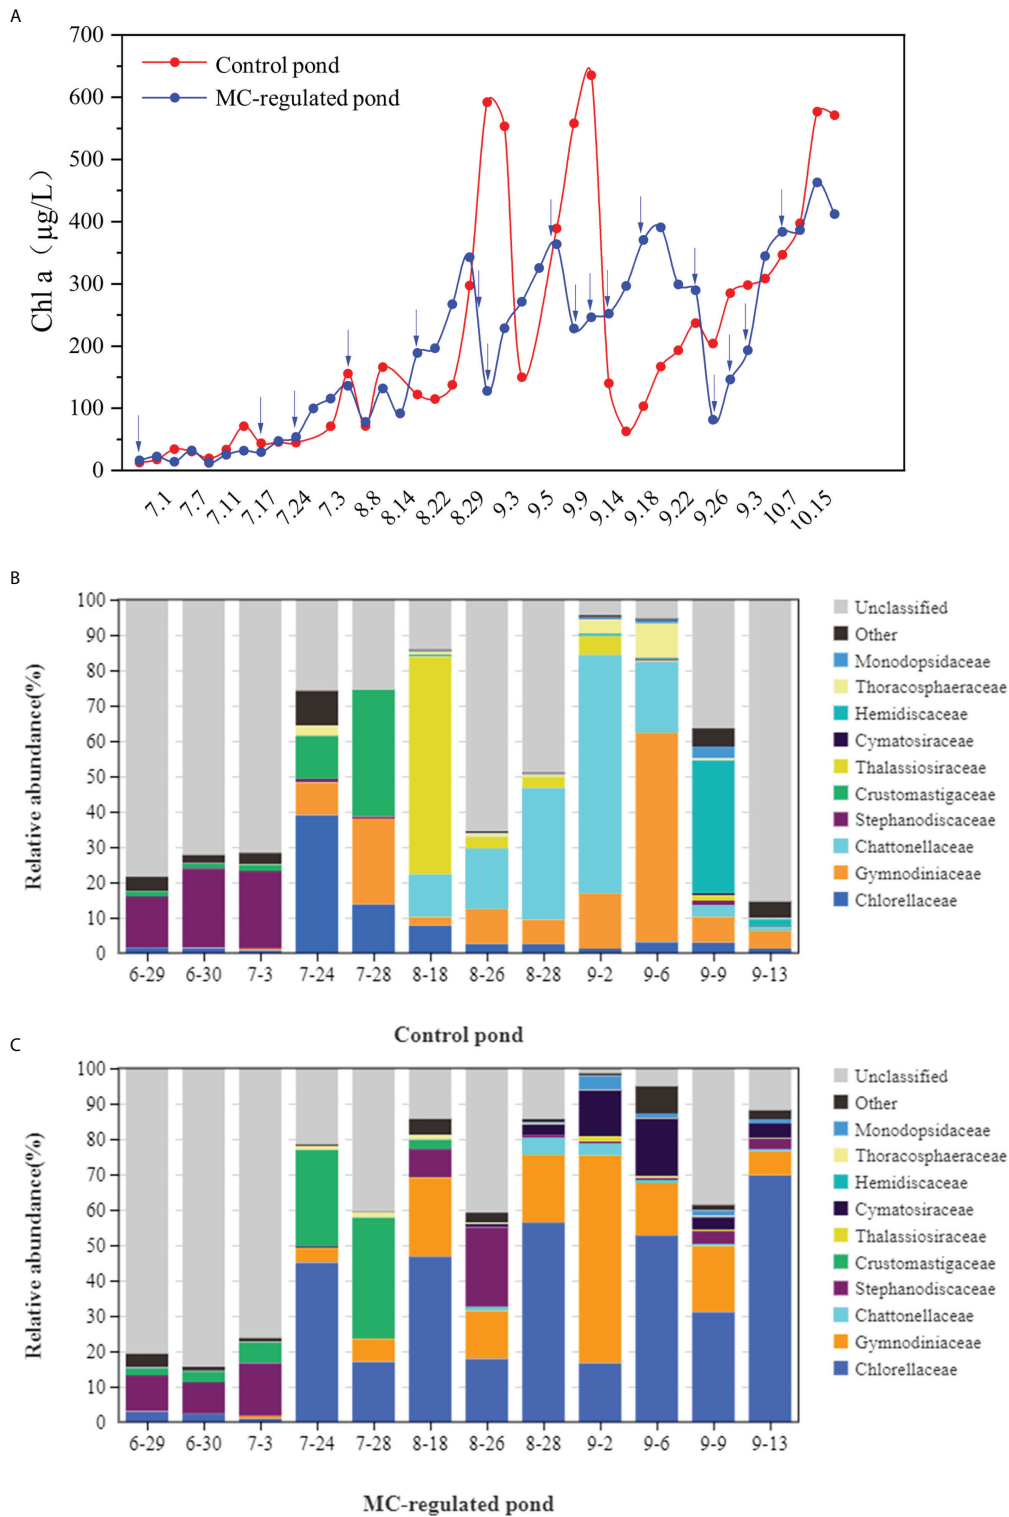 A
700
600
500
400
300
200
100
0
Chl a（μg/L）
Control pond
MC-regulated pond
7.1 7.7 7.11 7.17 7.24 7.3 8.8 8.14 8.22 8.29 9.3 9.5 9.9 9.14 9.18 9.22 9.26 9.3 10.7 10.15
B
100
90
80
70
60
50
40
30
20
10
0
Relative abundance(%)
6-29 6-30 7-3 7-24 7-28 8-18 8-26 8-28 9-2 9-6 9-9 9-13
Unclassified
Other
Monodopsidaceae
Thoracosphaeraceae
Hemidiscaceae
Cymatosiraceae
Thalassiosiraceae
Crustomastigaceae
Stephanodiscaceae
Chattonellaceae
Gymnodiniaceae
Chlorellaceae
Control pond
C
100
90
80
70
60
50
40
30
20
10
0
Relative abundance(%)
6-29 6-30 7-3 7-24 7-28 8-18 8-26 8-28 9-2 9-6 9-9 9-13
Unclassified
Other
Monodopsidaceae
Thoracosphaeraceae
Hemidiscaceae
Cymatosiraceae
Thalassiosiraceae
Crustomastigaceae
Stephanodiscaceae
Chattonellaceae
Gymnodiniaceae
Chlorellaceae
MC-regulated pond